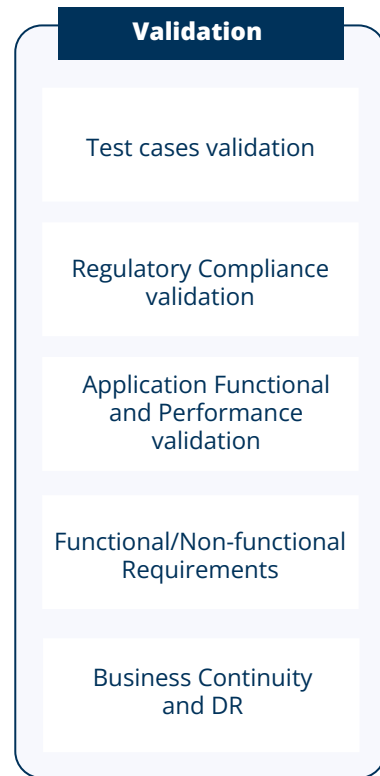 Validation
Test cases validation
Regulatory Compliance
validation
Application Functional
and Performance
validation
Functional/Non-functional
Requirements
Business Continuity
and DR